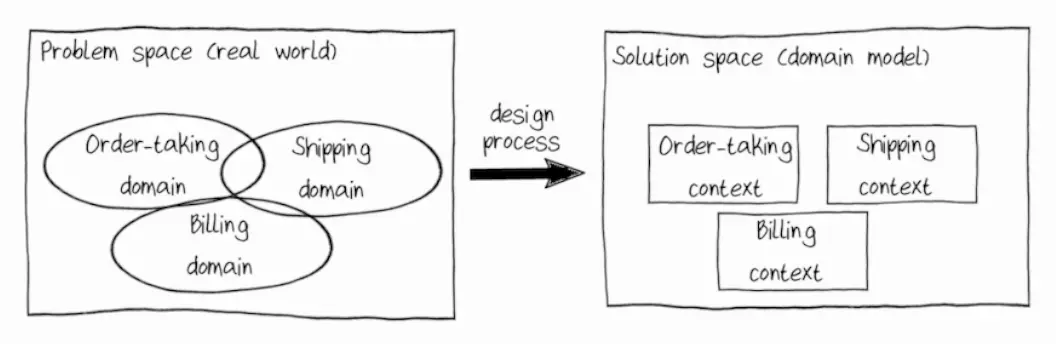 Problem space (real world)
Order-taking
domain
Shipping
domain
Billing
domain
design
process
Solution space (domain model)
Order-taking
context
Shipping
context
Billing
context